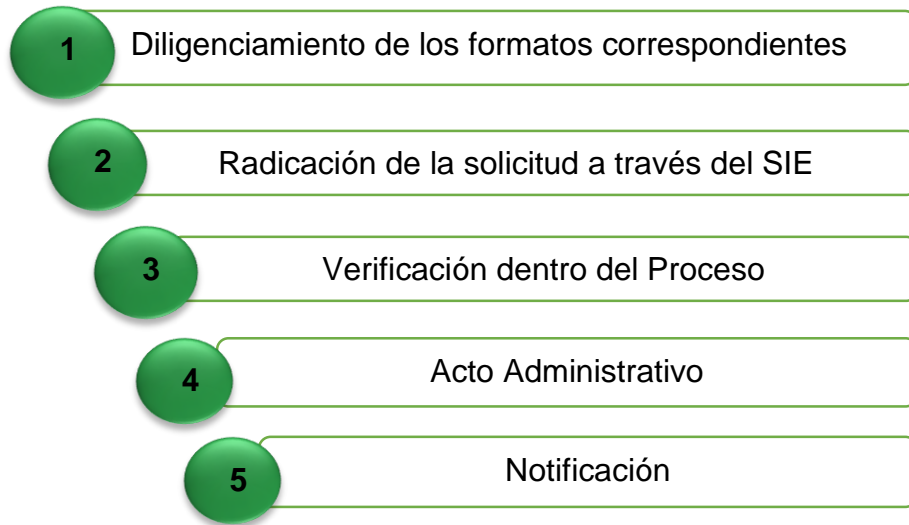 1 Diligenciamiento de los formatos correspondientes
2 Radicación de la solicitud a través del SIE
3 Verificación dentro del Proceso
4 Acto Administrativo
5 Notificación